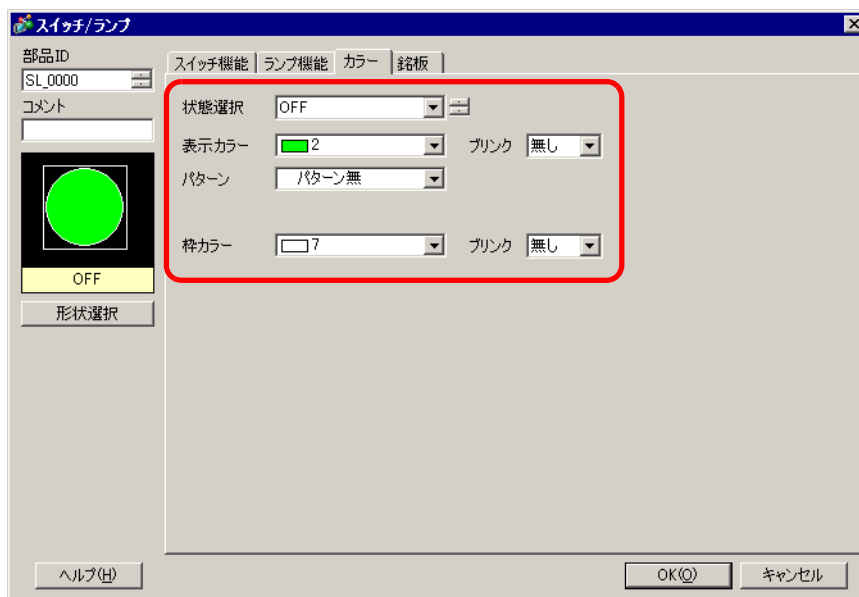 スイッチ/ランプ
部品ID
SL_0000
コメント
OFF
形状選択
スイッチ機能 ランプ機能 カラー 銘板
状態選択 OFF
表示カラー 2 ブリンク 無し
パターン パターン無
枠カラー 7 ブリンク 無し
ヘルプ(H) OK(O) キャンセル